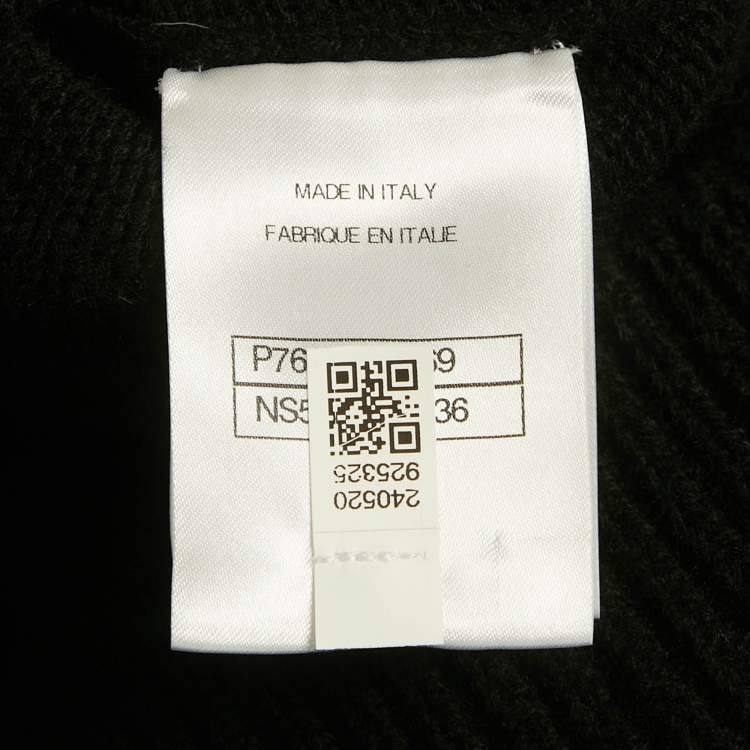 MADE IN ITALY
FABRIQUE EN ITALIE
P76 69
NS5 36
240520
925325